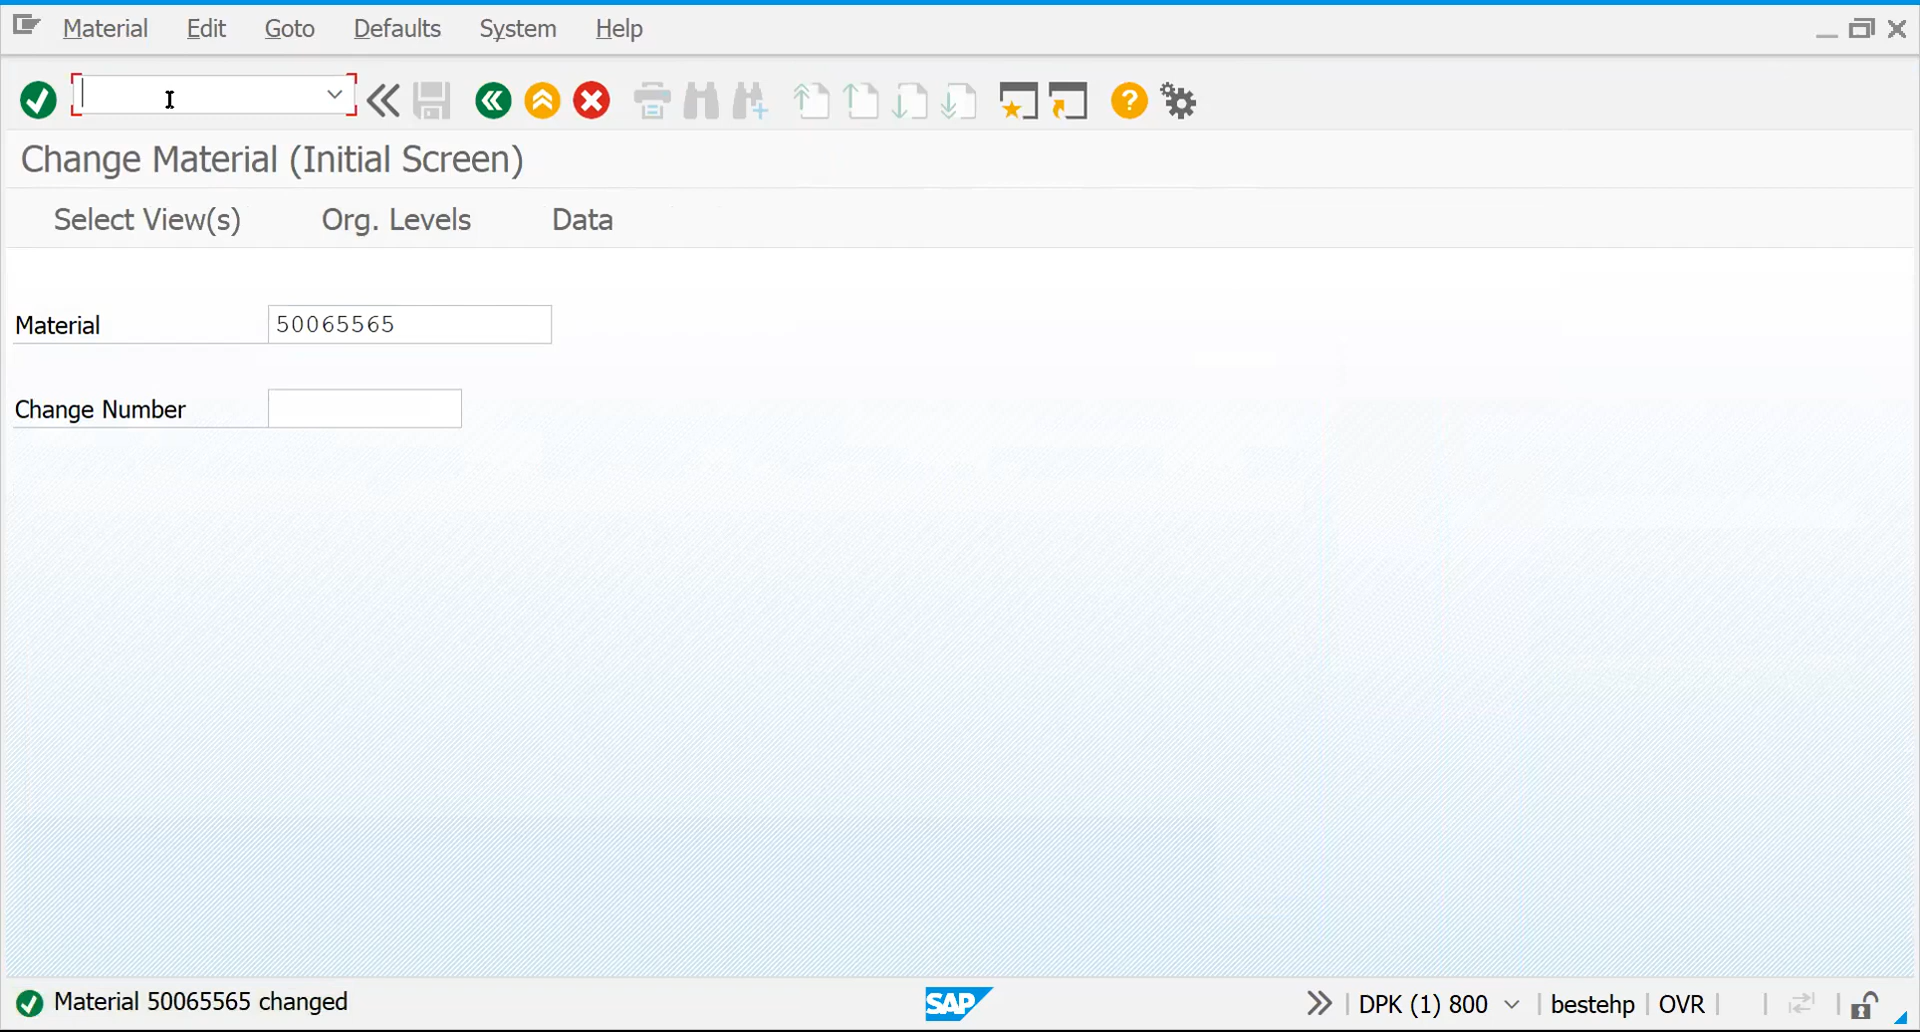 Material Edit Goto Defaults System Help
?
Change Material (Initial Screen)
Select View(s) Org. Levels Data
Material 50065565
Change Number
Material 50065565 changed
SAP
DPK (1) 800 bestehp OVR